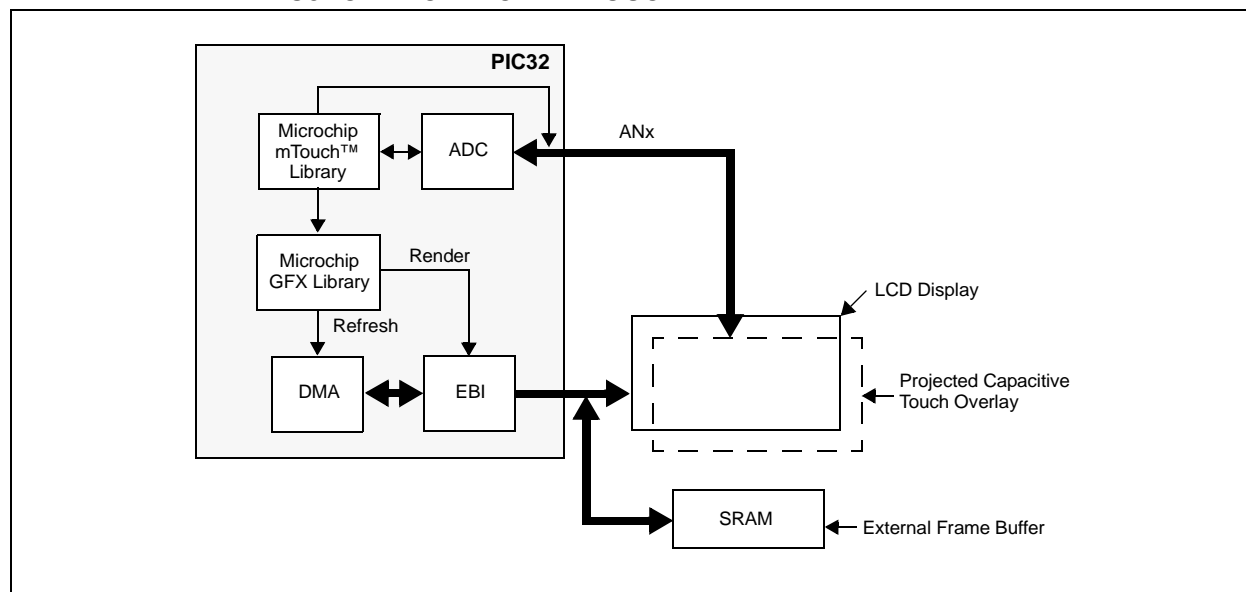 PIC32
Microchip
mTouch™
Library
ADC
ANx
Microchip
GFX Library
Render
Refresh
LCD Display
DMA
EBI
Projected Capacitive
Touch Overlay
SRAM
External Frame Buffer